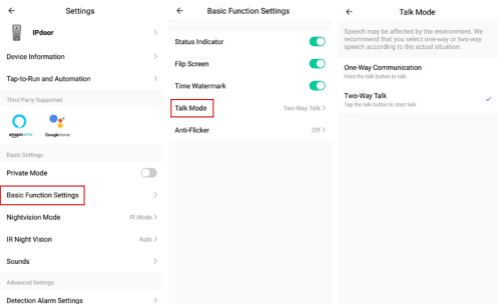 Settings
IPdoor
Device Information
Tap-to-Run and Automation
Third Party Supported
amazon echo
GoogleHome
Basic Settings
Private Mode
Basic Function Settings
Nightvision Mode
IR Mode
IR Night Vision
Auto
Sounds
Advanced Settings
Detection Alarm Settings
Basic Function Settings
Status Indicator
Flip Screen
Time Watermark
Talk Mode
Two-Way Talk
Anti-Flicker
Off
Talk Mode
Speech may be affected by the environment. We
recommend that you select one-way or two-way
speech according to the actual situation.
One-Way Communication
Hold the talk button to talk
Two-Way Talk
Tap the talk button to start talk